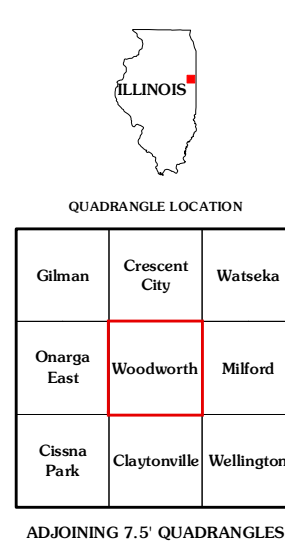 ILLINOIS
QUADRANGLE LOCATION
Gilman
Crescent
City
Watseka
Onarga
East
Woodworth
Milford
Cissna
Park
Claytonville
Wellington
ADJOINING 7.5' QUADRANGLES